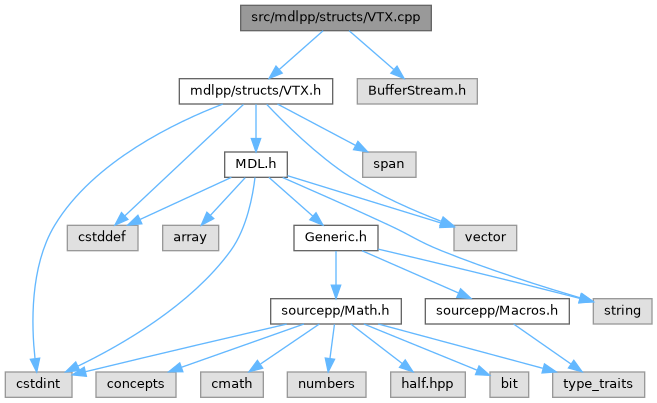 src/mdlpp/structs/VTX.cpp
mdlpp/structs/VTX.h
BufferStream.h
MDL.h
span
cstddef
array
Generic.h
vector
sourcepp/Math.h
sourcepp/Macros.h
string
cstdint
concepts
cmath
numbers
half.hpp
bit
type_traits